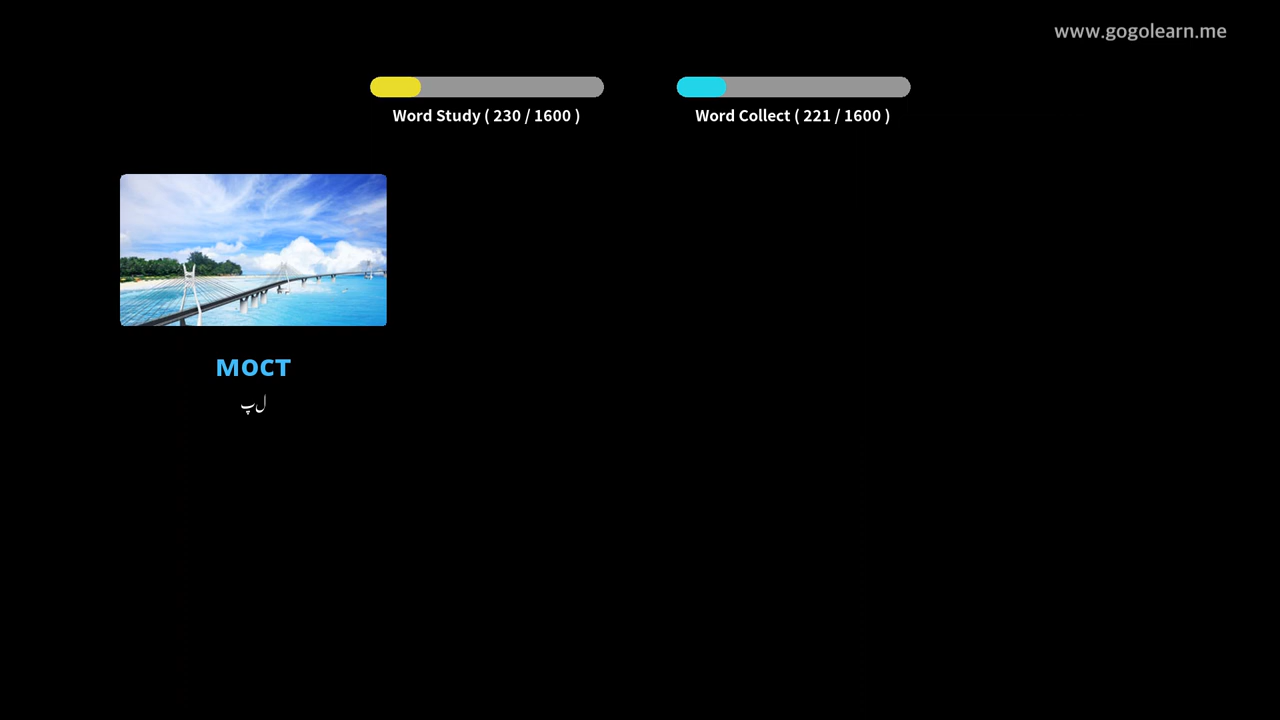 www.gogolearn.me
Word Study ( 230 / 1600 )
Word Collect ( 221 / 1600 )
мост
پل